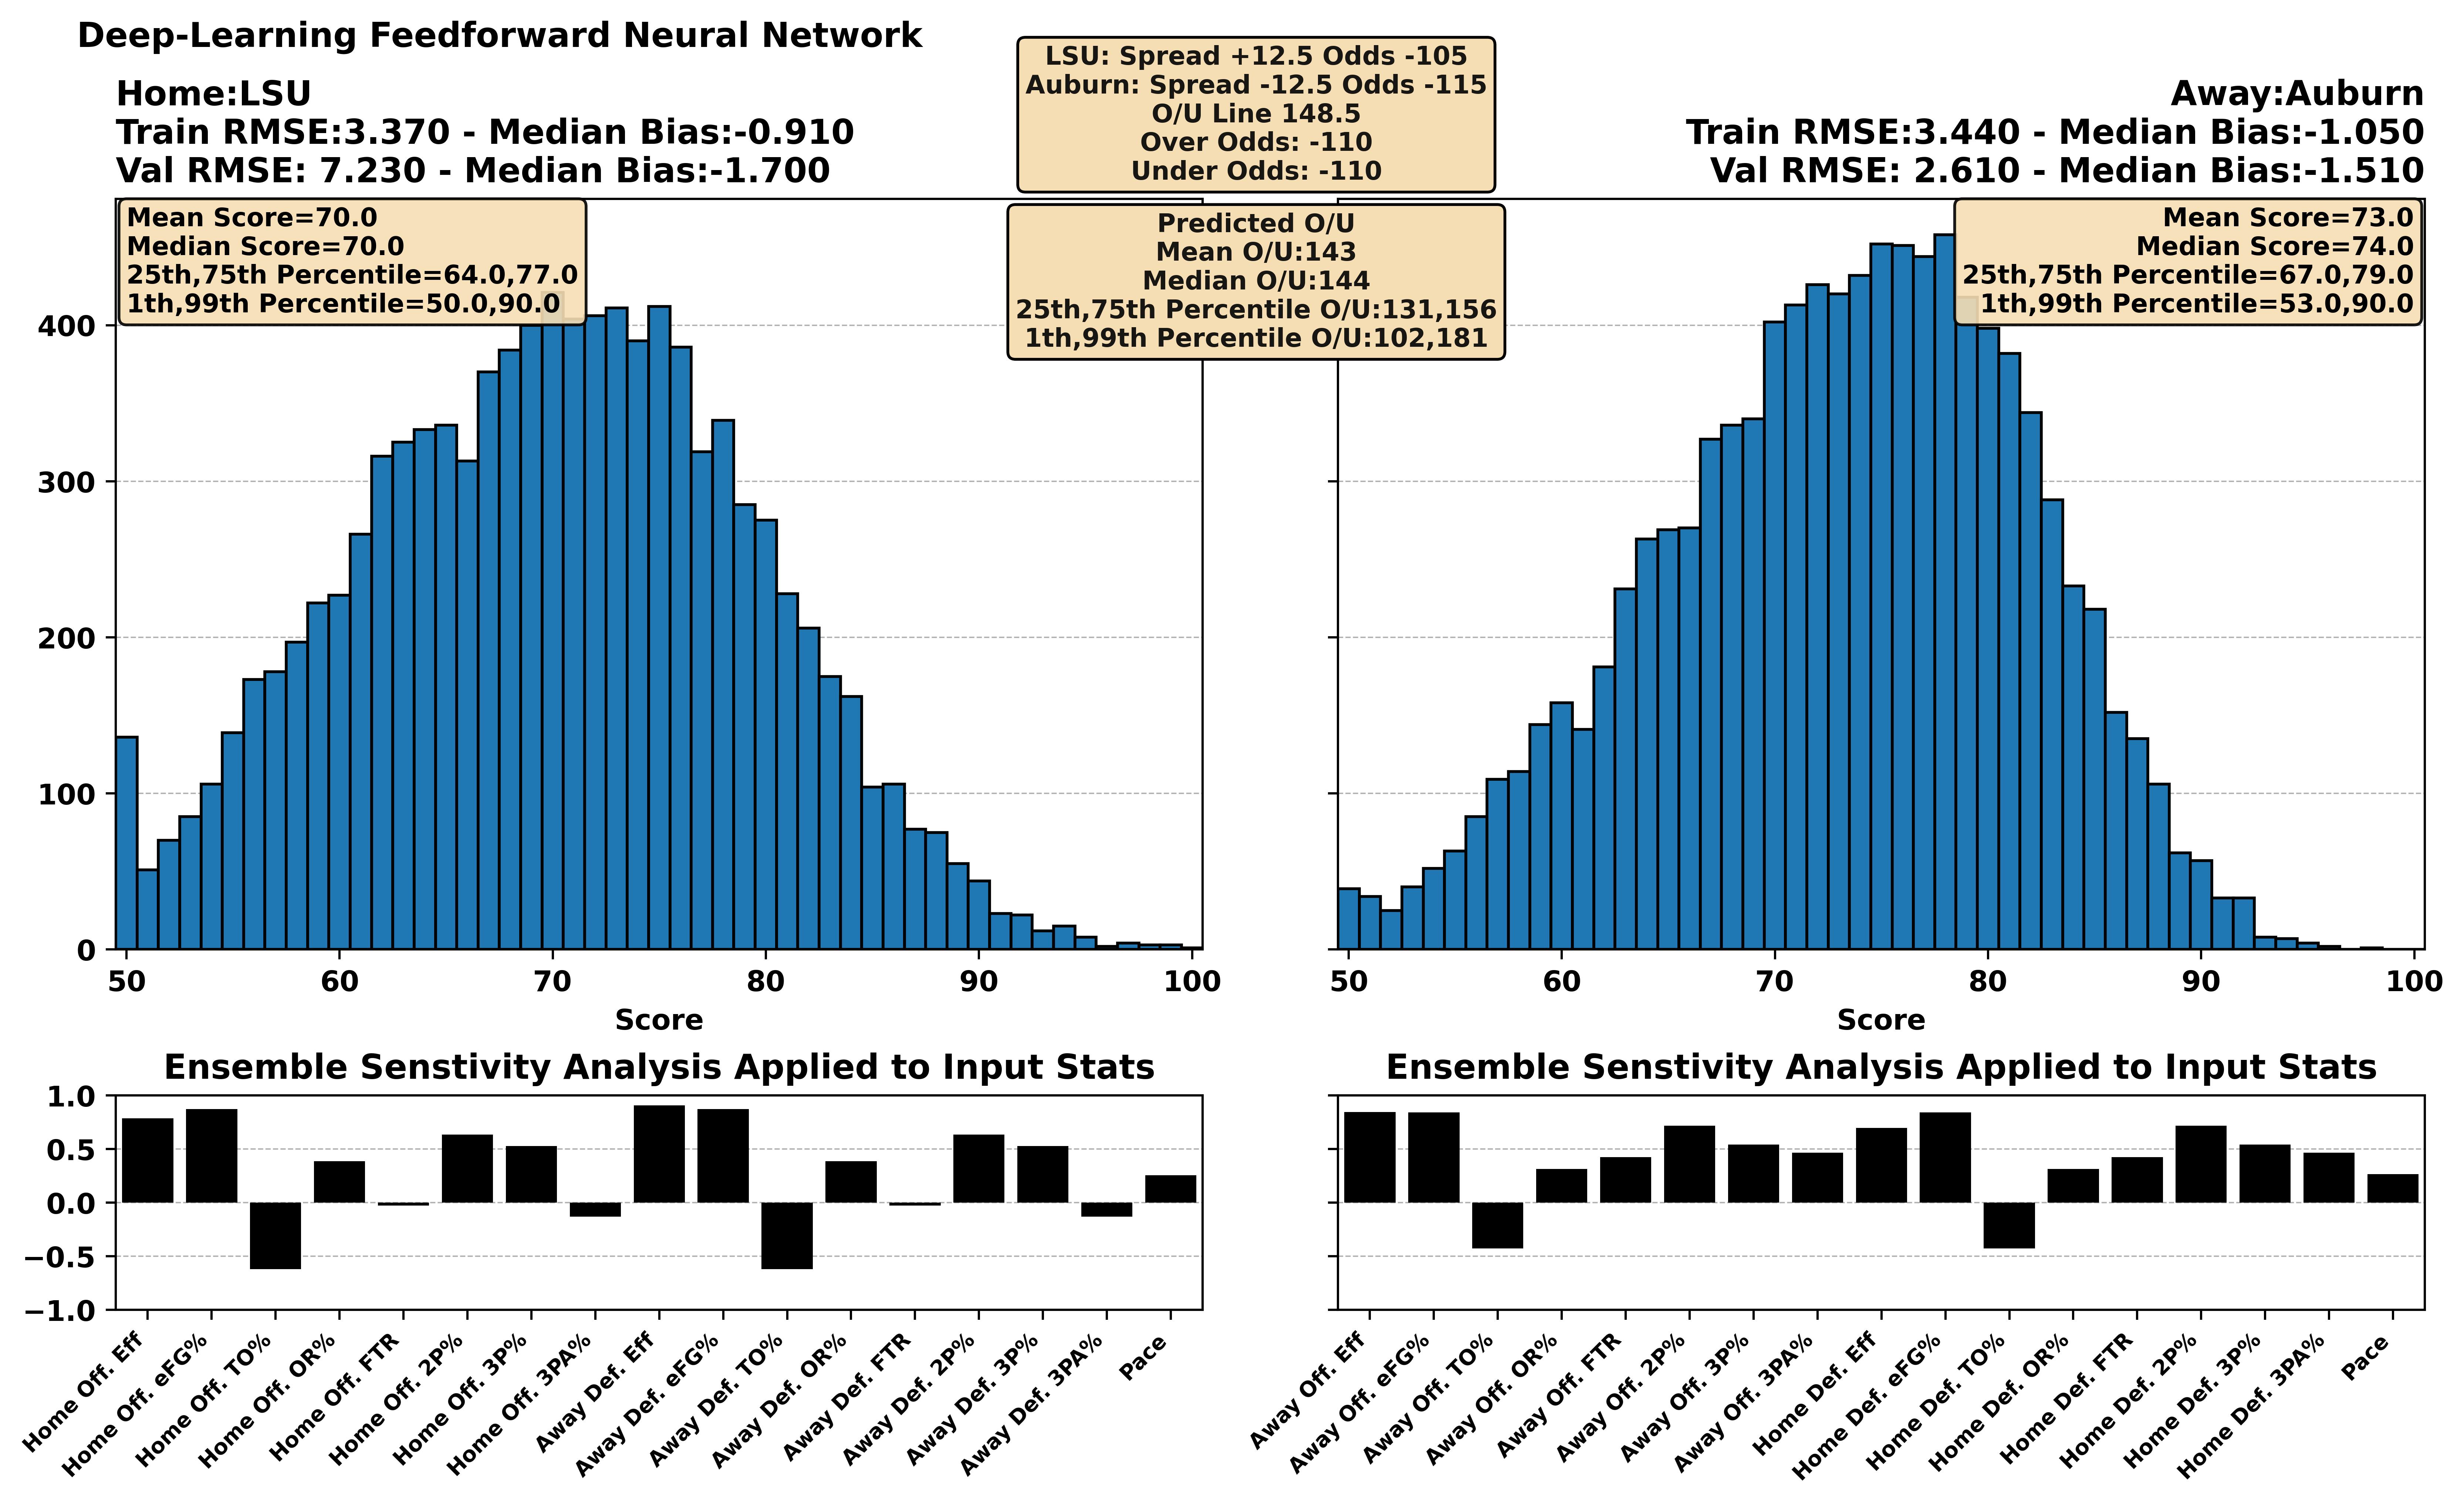 Deep-Learning Feedforward Neural Network
Home:LSU
Train RMSE:3.370 - Median Bias:-0.910
Val RMSE: 7.230 - Median Bias:-1.700
LSU: Spread +12.5 Odds -105
Auburn: Spread -12.5 Odds -115
O/U Line 148.5
Over Odds: -110
Under Odds: -110
Away:Auburn
Train RMSE:3.440 - Median Bias:-1.050
Val RMSE: 2.610 - Median Bias:-1.510
Mean Score=70.0
Median Score=70.0
25th,75th Percentile=64.0,77.0
1th,99th Percentile=50.0,90.0
Predicted O/U
Mean O/U:143
Median O/U:144
25th,75th Percentile O/U:131,156
1th,99th Percentile O/U:102,181
Mean Score=73.0
Median Score=74.0
25th,75th Percentile=67.0,79.0
1th,99th Percentile=53.0,90.0
400
300
200
100
0
50 60 70 80 90 100
Score
50 60 70 80 90 100
Score
Ensemble Senstivity Analysis Applied to Input Stats
1.0
0.5
0.0
−0.5
−1.0
Home Off. Eff
Home Off. eFG%
Home Off. TO%
Home Off. OR%
Home Off. FTR
Home Off. 2P%
Home Off. 3P%
Home Off. 3PA%
Away Def. Eff
Away Def. eFG%
Away Def. TO%
Away Def. OR%
Away Def. FTR
Away Def. 2P%
Away Def. 3P%
Away Def. 3PA%
Pace
Ensemble Senstivity Analysis Applied to Input Stats
Away Off. Eff
Away Off. eFG%
Away Off. TO%
Away Off. OR%
Away Off. FTR
Away Off. 2P%
Away Off. 3P%
Away Off. 3PA%
Home Def. Eff
Home Def. eFG%
Home Def. TO%
Home Def. OR%
Home Def. FTR
Home Def. 2P%
Home Def. 3P%
Home Def. 3PA%
Pace